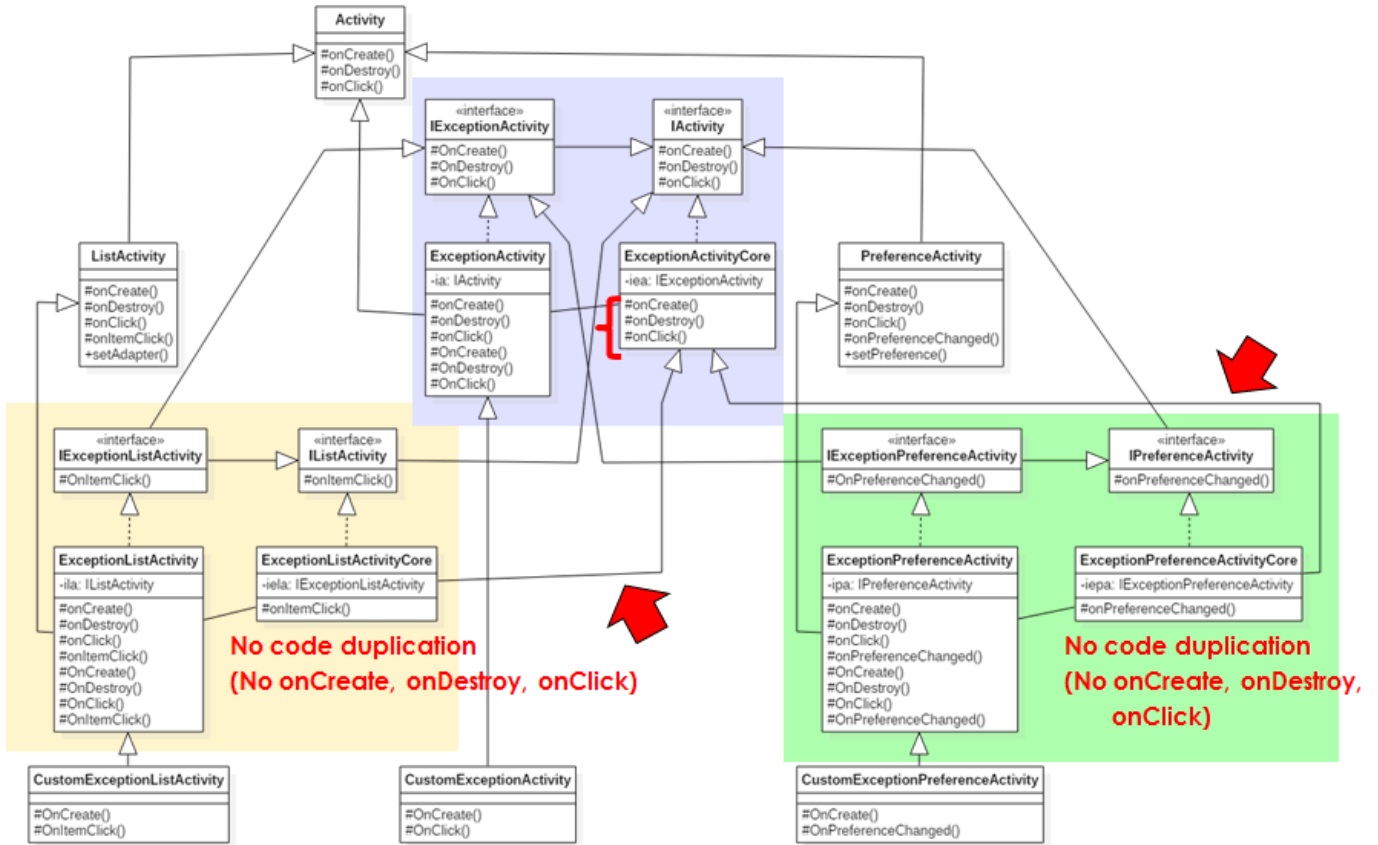 Activity
#onCreate()
#onDestroy()
#onClick()
«interface»
IExceptionActivity
#OnCreate()
#OnDestroy()
#OnClick()
«interface»
IActivity
#onCreate()
#onDestroy()
#onClick()
ListActivity
#onCreate()
#onDestroy()
#onClick()
#onItemClick()
+setAdapter()
ExceptionActivity
-ia: IActivity
#onCreate()
#onDestroy()
#onClick()
#OnCreate()
#OnDestroy()
#OnClick()
ExceptionActivityCore
-iea: IExceptionActivity
#onCreate()
#onDestroy()
#onClick()
PreferenceActivity
#onCreate()
#onDestroy()
#onClick()
#onPreferenceChanged()
+setPreference()
«interface»
IExceptionListActivity
#OnItemClick()
«interface»
IListActivity
#onItemClick()
«interface»
IExceptionPreferenceActivity
#OnPreferenceChanged()
«interface»
IPreferenceActivity
#onPreferenceChanged()
ExceptionListActivity
-ila: IListActivity
#onCreate()
#onDestroy()
#onClick()
#onItemClick()
#OnCreate()
#OnDestroy()
#OnClick()
#OnItemClick()
ExceptionListActivityCore
-iela: IExceptionListActivity
#onItemClick()
No code duplication
(No onCreate, onDestroy, onClick)
ExceptionPreferenceActivity
-ipa: IPreferenceActivity
#onCreate()
#onDestroy()
#onClick()
#onPreferenceChanged()
#OnCreate()
#OnDestroy()
#OnClick()
#OnPreferenceChanged()
ExceptionPreferenceActivityCore
-iepa: IExceptionPreferenceActivity
#onPreferenceChanged()
No code duplication
(No onCreate, onDestroy,
onClick)
CustomExceptionListActivity
#OnCreate()
#OnItemClick()
CustomExceptionActivity
#OnCreate()
#OnClick()
CustomExceptionPreferenceActivity
#OnCreate()
#OnPreferenceChanged()